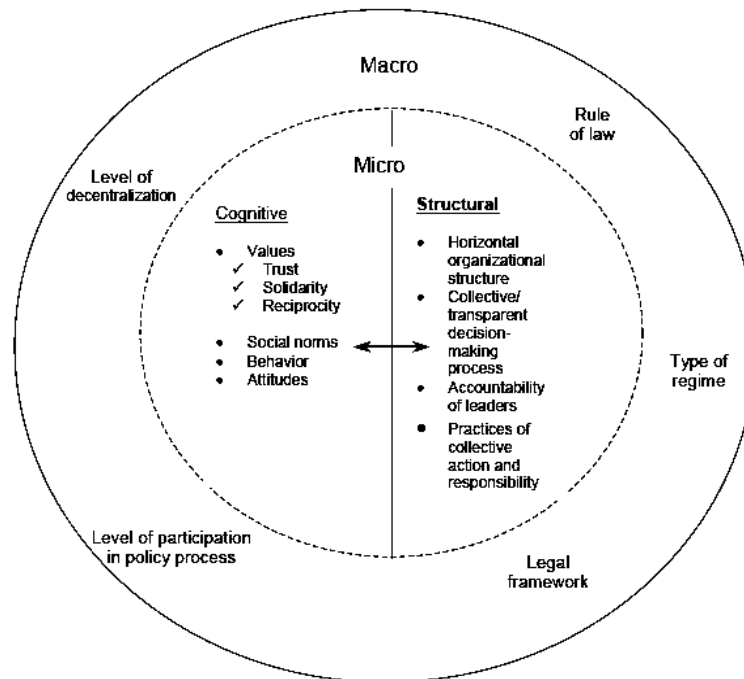 Macro
Rule
of law
Level of
decentralization
Micro
Cognitive
• Values
✓ Trust
✓ Solidarity
✓ Reciprocity
• Social norms
• Behavior
• Attitudes
Structural
• Horizontal
organizational
structure
• Collective/
transparent
decision-
making
process
• Accountability
of leaders
• Practices of
collective
action and
responsibility
Type of
regime
Level of participation
in policy process
Legal
framework